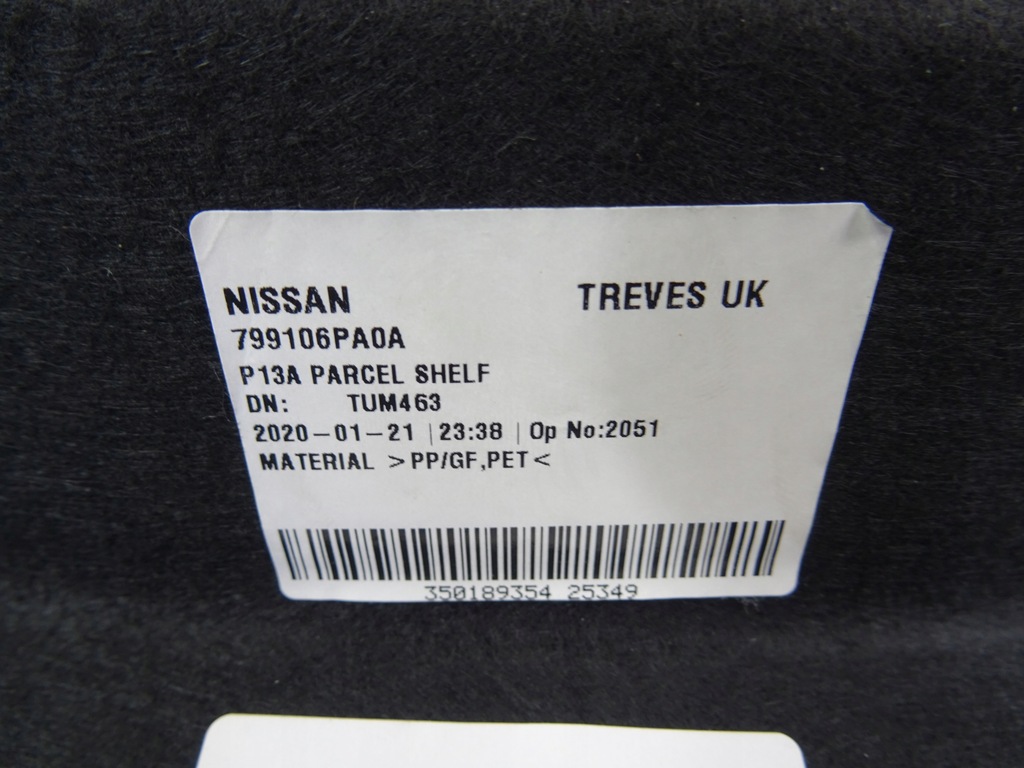 NISSAN TREVES UK
799106PA0A
P13A PARCEL SHELF
DN: TUM463
2020-01-21 |23:38 | Op No:2051
MATERIAL >PP/GF,PET<
350189354 25349